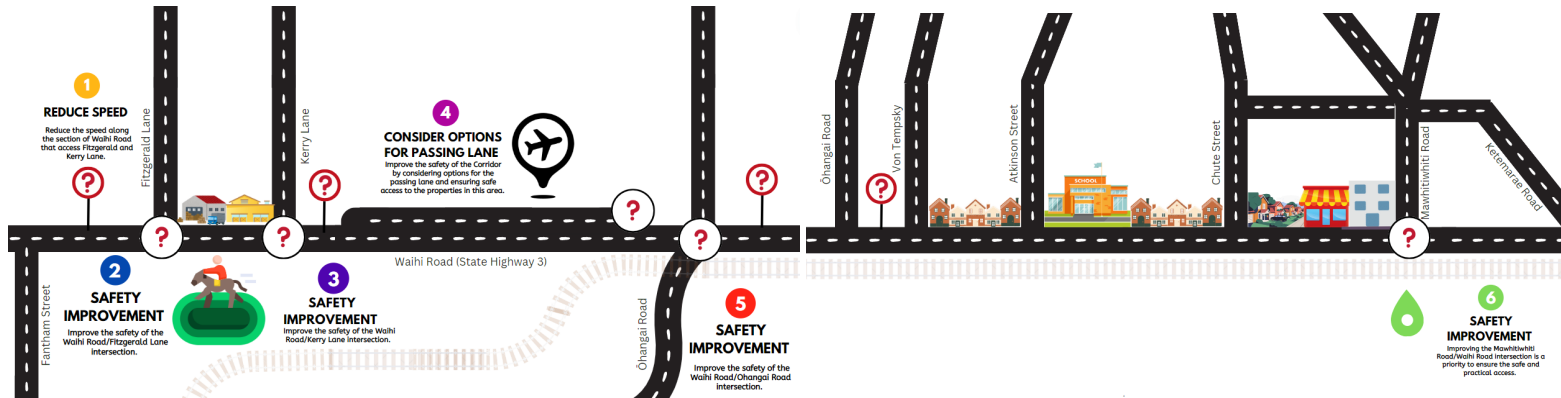 1
REDUCE SPEED
Reduce the speed along
the section of Waihi Road
that access Fitzgerald and
Kerry Lane.
?
Fitzgerald Lane
Kerry Lane
?
4
CONSIDER OPTIONS
FOR PASSING LANE
Improve the safety of the Corridor
by considering options for the
passing lane and ensuring safe
access to the properties in this area.
?
?
?
?
?
Waihi Road (State Highway 3)
Fantham Street
2
SAFETY
IMPROVEMENT
Improve the safety of the
Waihi Road/Fitzgerald Lane
intersection.
3
SAFETY
IMPROVEMENT
Improve the safety of the Waihi
Road/Kerry Lane intersection.
Ōhangai Road
5
SAFETY
IMPROVEMENT
Improve the safety of the
Waihi Road/Ohangai Road
intersection.
Ōhangai Road
Von Tempsky
?
Atkinson Street
SCHOOL
Chute Street
Mawhitiwhiti Road
Ketemarae Road
?
6
SAFETY
IMPROVEMENT
Improving the Mawhitiwhiti
Road/Waihi Road intersection is a
priority to ensure the safe and
practical access.